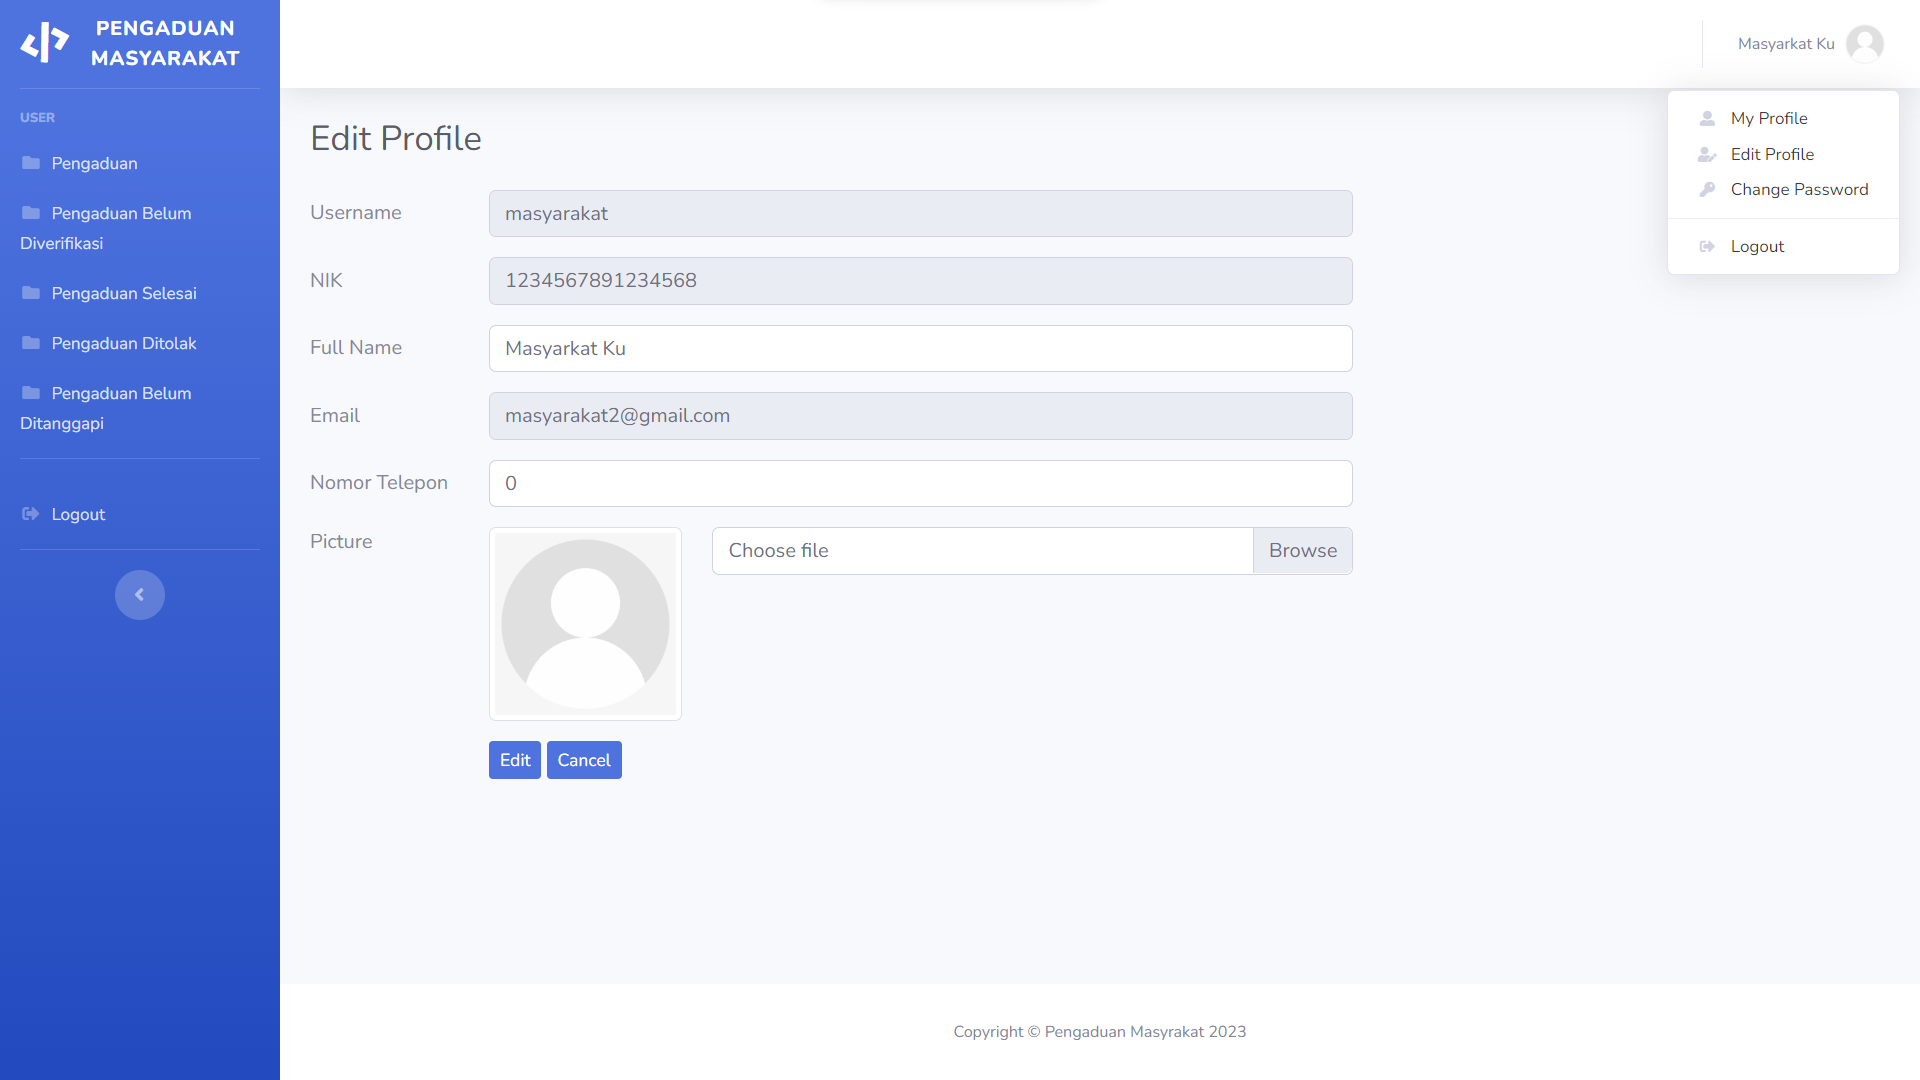 PENGADUAN
MASYARAKAT
USER
Pengaduan
Pengaduan Belum
Diverifikasi
Pengaduan Selesai
Pengaduan Ditolak
Pengaduan Belum
Ditanggapi
Logout
Masyarkat Ku
My Profile
Edit Profile
Change Password
Logout
Edit Profile
Username
masyarakat
NIK
1234567891234568
Full Name
Masyarkat Ku
Email
masyarakat2@gmail.com
Nomor Telepon
0
Picture
Choose file
Browse
Edit
Cancel
Copyright © Pengaduan Masyrakat 2023